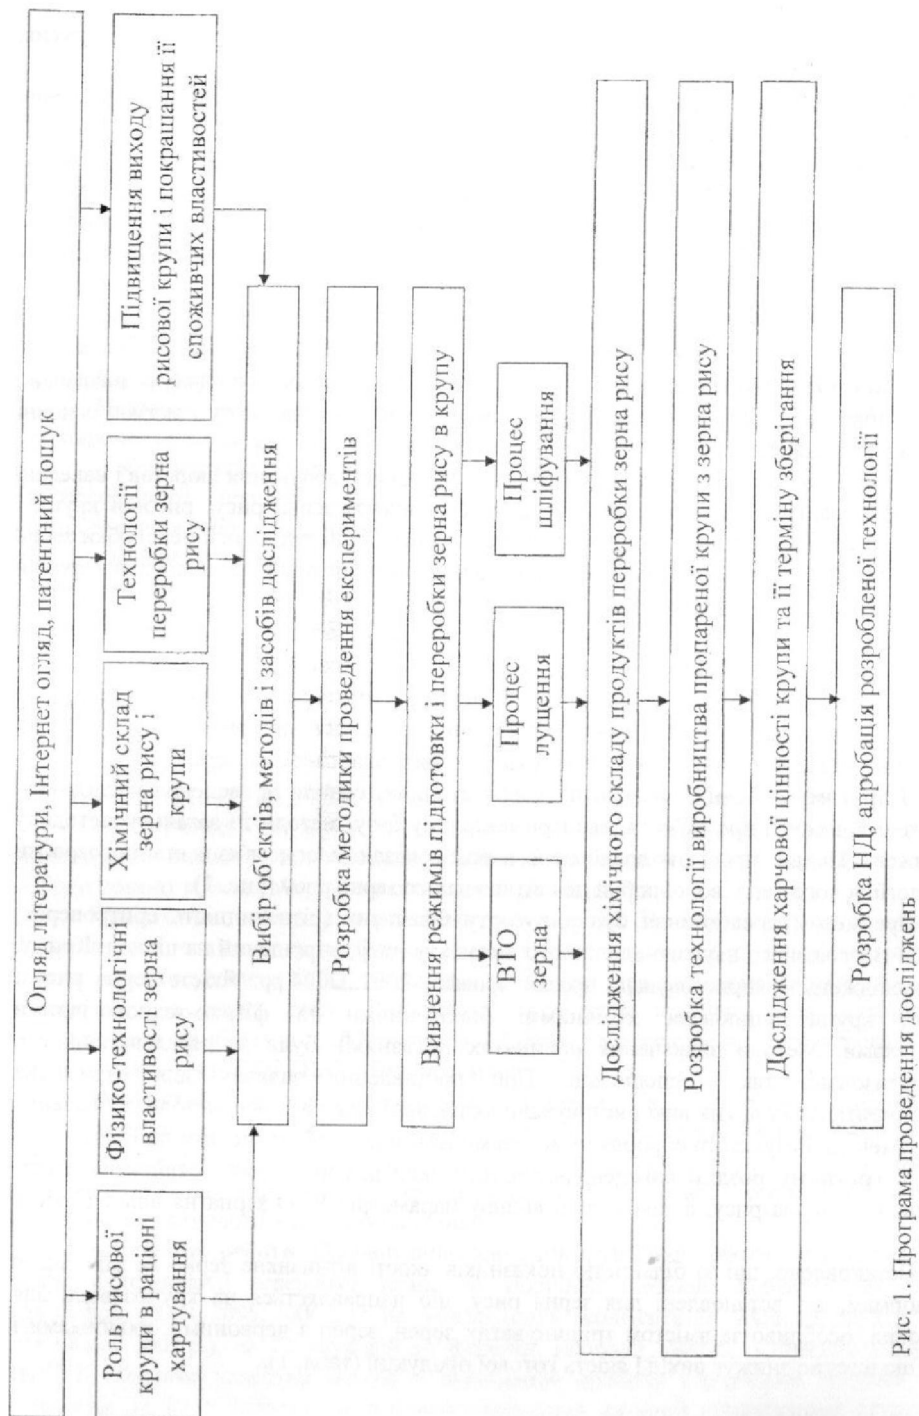 Огляд літератури, Інтернет огляд, патентний пошук
Роль рисової
крупи в раціоні
харчування
Фізико-технологічні
властивості зерна
рису
Хімічний склад
зерна рису і
крупи
Технології
переробки зерна
рису
Підвищення виходу
рисової крупи і покращання її
споживчих властивостей
Вибір об'єктів, методів і засобів дослідження
Розробка методики проведення експериментів
Вивчення режимів підготовки і переробки зерна рису в крупу
ВТО
зерна
Процес
лущення
Процес
шліфування
Дослідження хімічного складу продуктів переробки зерна рису
Розробка технології виробництва пропареної крупи з зерна рису
Дослідження харчової цінності крупи та її терміну зберігання
Розробка НД, апробація розробленої технології
Рис. 1. Програма проведення досліджень